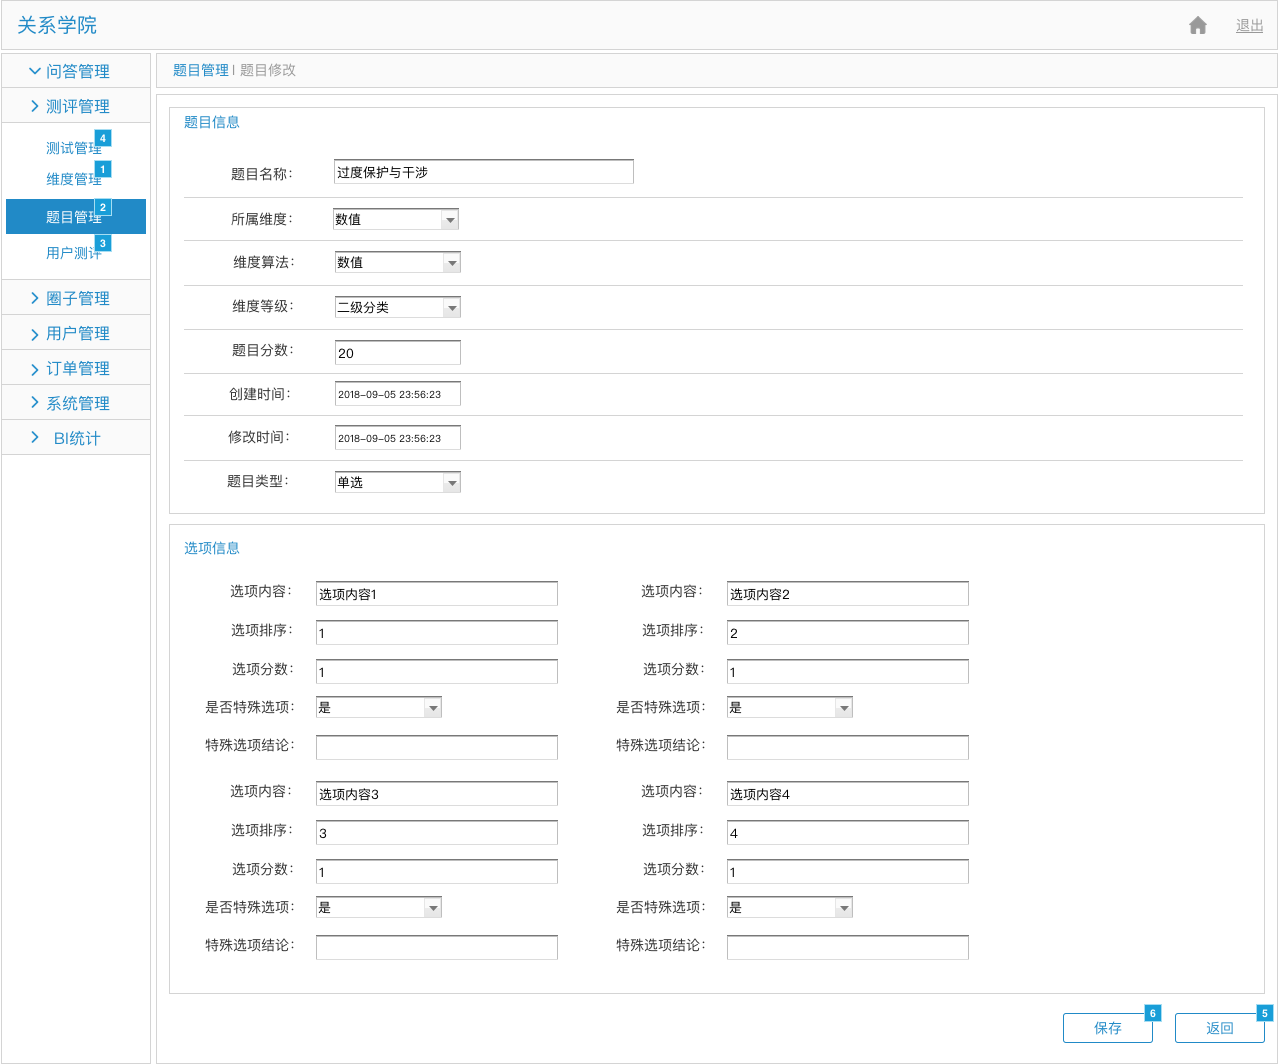 关系学院
退出
问答管理
测评管理
测试管理 4
维度管理 1
题目管理 2
用户测评 3
圈子管理
用户管理
订单管理
系统管理
BI统计
题目管理 | 题目修改
题目信息
题目名称： 过度保护与干涉
所属维度： 数值
维度算法： 数值
维度等级： 二级分类
题目分数： 20
创建时间： 2018-09-05 23:56:23
修改时间： 2018-09-05 23:56:23
题目类型： 单选
选项信息
选项内容： 选项内容1 选项内容： 选项内容2
选项排序： 1 选项排序： 2
选项分数： 1 选项分数： 1
是否特殊选项： 是 是否特殊选项： 是
特殊选项结论： 特殊选项结论：
选项内容： 选项内容3 选项内容： 选项内容4
选项排序： 3 选项排序： 4
选项分数： 1 选项分数： 1
是否特殊选项： 是 是否特殊选项： 是
特殊选项结论： 特殊选项结论：
保存 6 返回 5